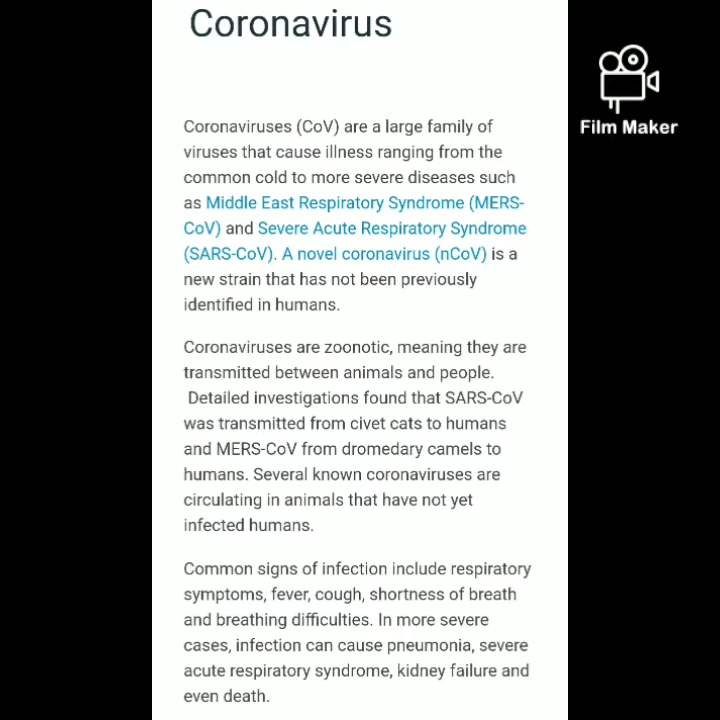 Coronavirus
Film Maker
Coronaviruses (CoV) are a large family of
viruses that cause illness ranging from the
common cold to more severe diseases such
as Middle East Respiratory Syndrome (MERS-
CoV) and Severe Acute Respiratory Syndrome
(SARS-CoV). A novel coronavirus (nCoV) is a
new strain that has not been previously
identified in humans.
Coronaviruses are zoonotic, meaning they are
transmitted between animals and people.
Detailed investigations found that SARS-CoV
was transmitted from civet cats to humans
and MERS-CoV from dromedary camels to
humans. Several known coronaviruses are
circulating in animals that have not yet
infected humans.
Common signs of infection include respiratory
symptoms, fever, cough, shortness of breath
and breathing difficulties. In more severe
cases, infection can cause pneumonia, severe
acute respiratory syndrome, kidney failure and
even death.